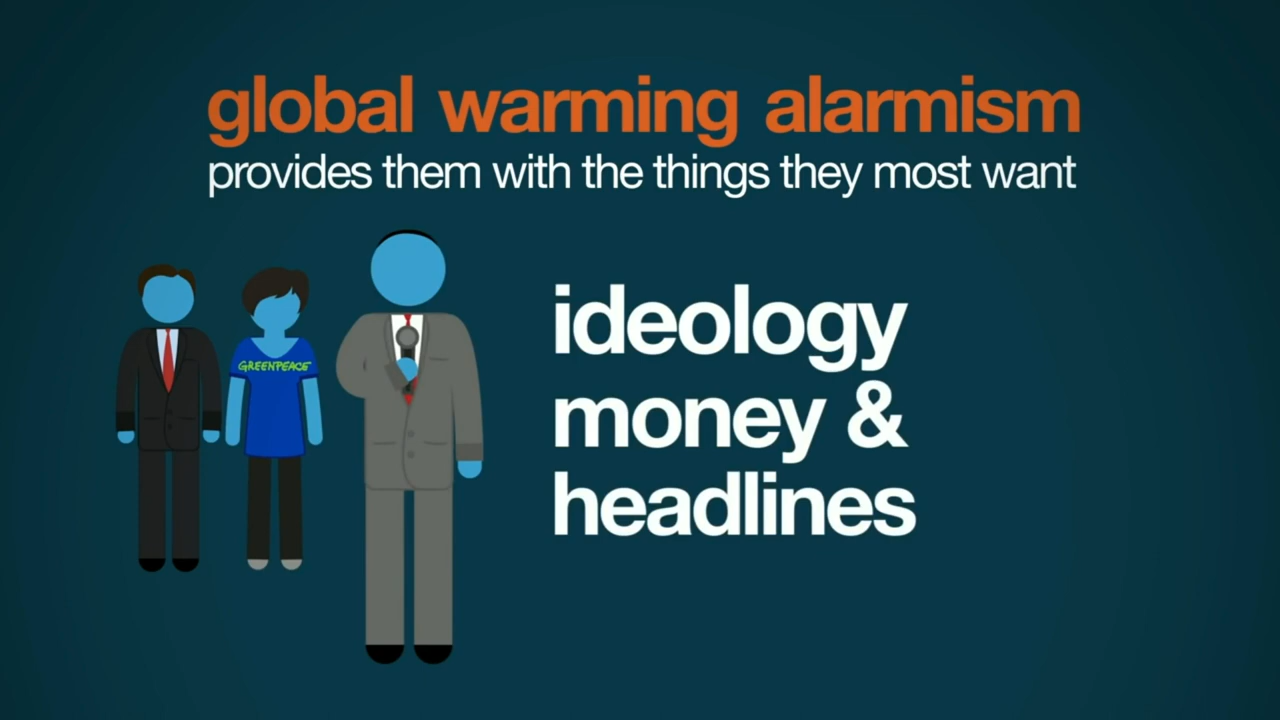 global warming alarmism
provides them with the things they most want
GREENPEACE
ideology
money &
headlines